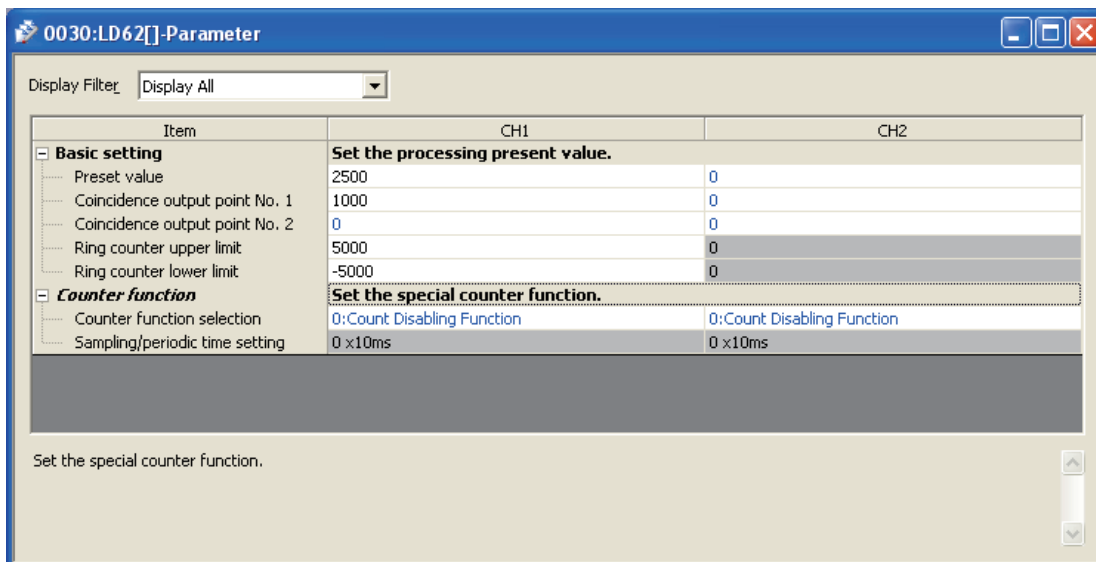 0030:LD62[]-Parameter
Display Filter Display All
Item CH1 CH2
Basic setting Set the processing present value.
Preset value 2500 0
Coincidence output point No. 1 1000 0
Coincidence output point No. 2 0 0
Ring counter upper limit 5000 0
Ring counter lower limit -5000 0
Counter function Set the special counter function.
Counter function selection 0:Count Disabling Function 0:Count Disabling Function
Sampling/periodic time setting 0 x10ms 0 x10ms
Set the special counter function.